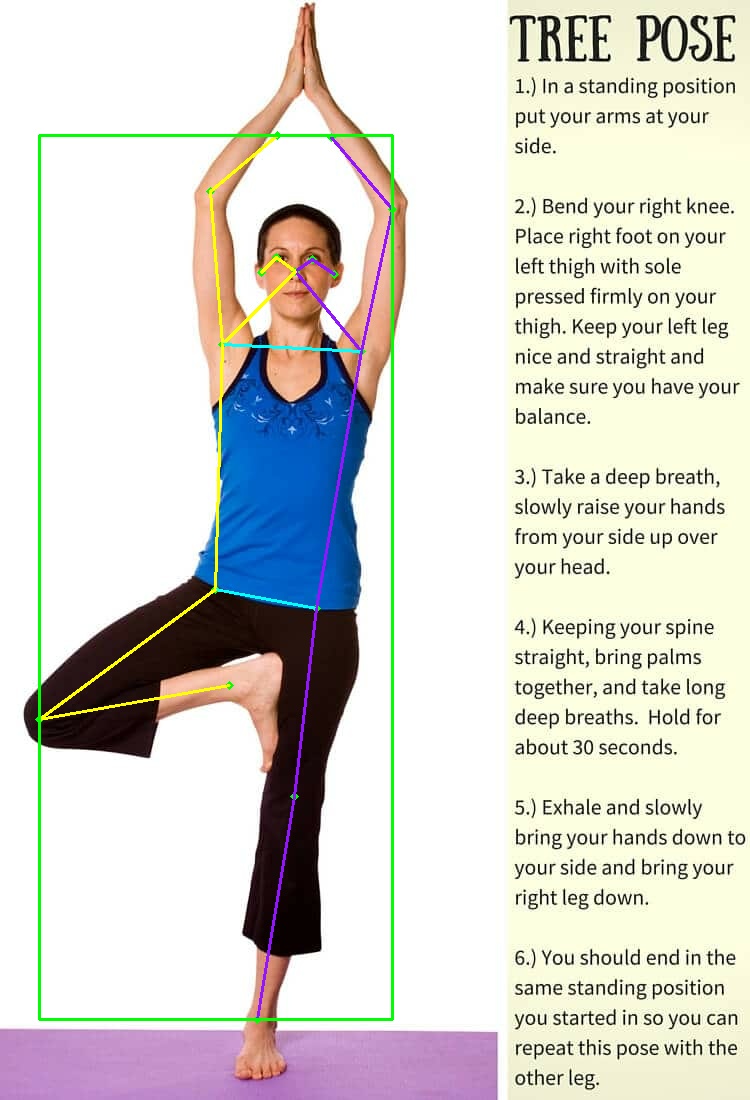 TREE POSE
1.) In a standing position
put your arms at your
side.
2.) Bend your right knee.
Place right foot on your
left thigh with sole
pressed firmly on your
thigh. Keep your left leg
nice and straight and
make sure you have your
balance.
3.) Take a deep breath,
slowly raise your hands
from your side up over
your head.
4.) Keeping your spine
straight, bring palms
together, and take long
deep breaths.  Hold for
about 30 seconds.
5.) Exhale and slowly
bring your hands down to
your side and bring your
right leg down.
6.) You should end in the
same standing position
you started in so you can
repeat this pose with the
other leg.